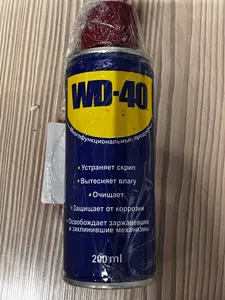 WD-40
многофункциональный продукт
• Устраняет скрип
• Вытесняет влагу
• Очищает
• Защищает от коррозии
• Освобождает заржавевшие
и заклинившие механизмы
200 ml